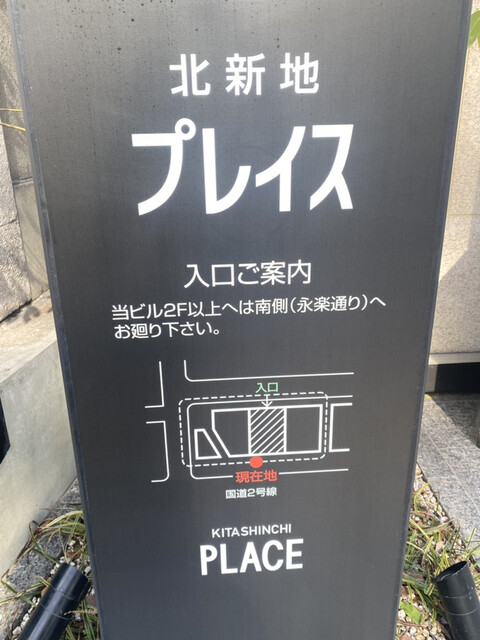 北新地
プレイス
入口ご案内
当ビル2F以上へは南側(永楽通り)へ
お廻り下さい。
入口
現在地
国道2号線
KITASHINCHI
PLACE